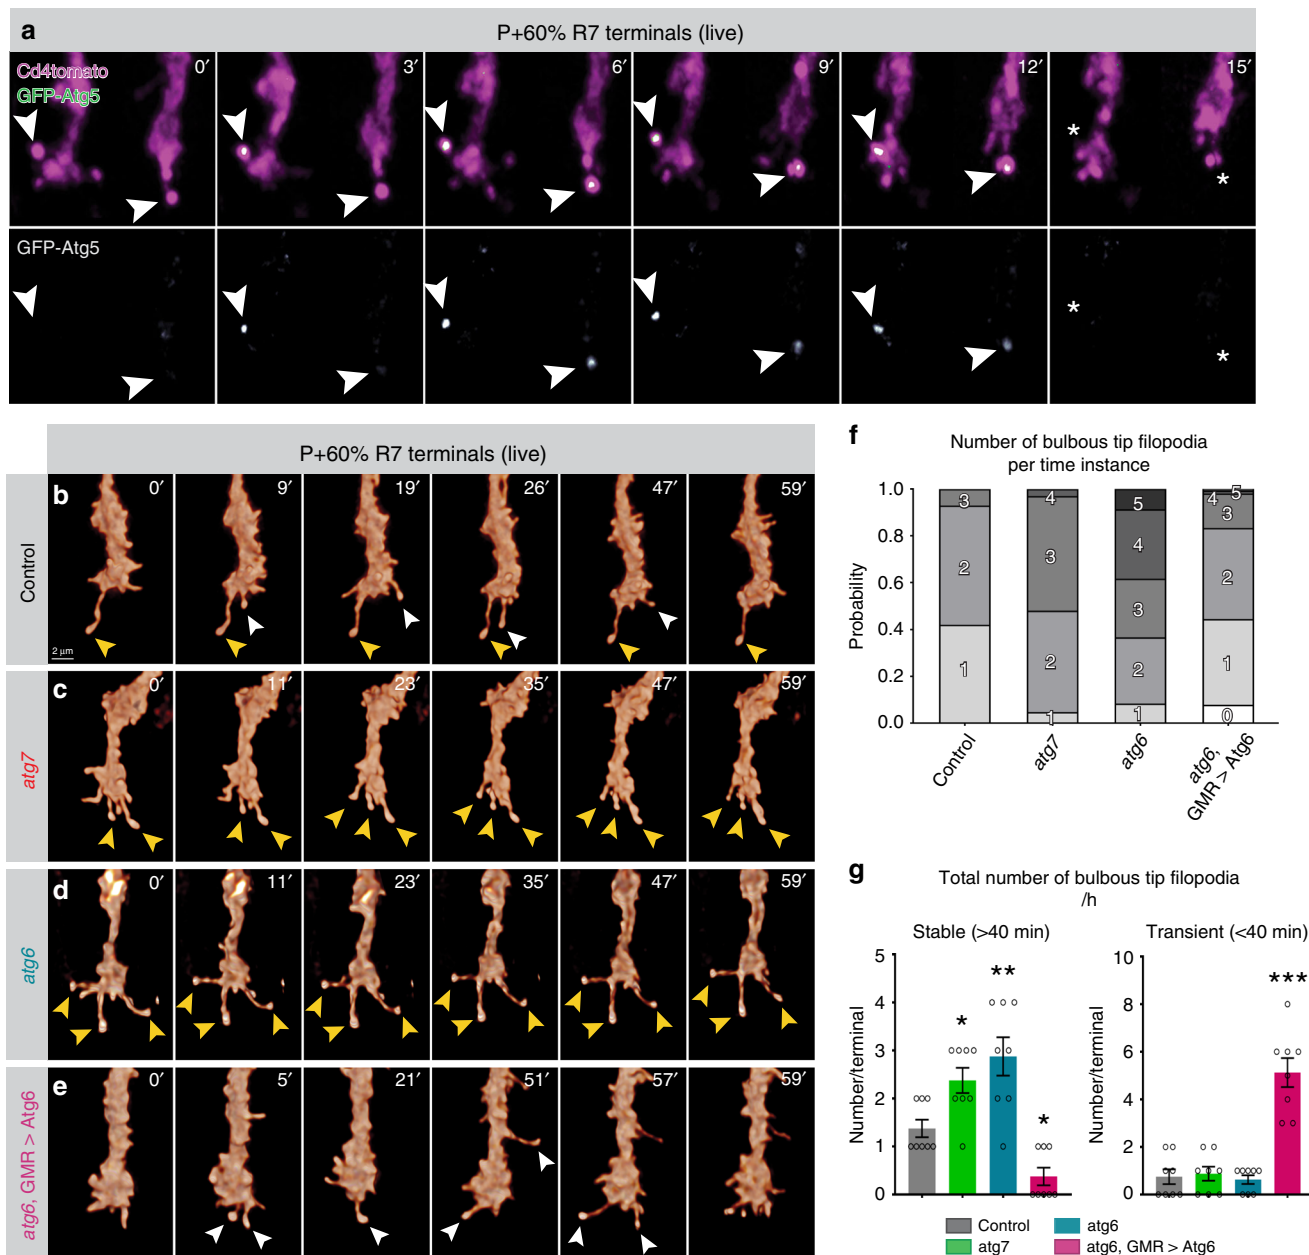 a
P+60% R7 terminals (live)
Cd4tomato
GFP-Atg5
0′
3′
6′
9′
12′
15′
*
*
GFP-Atg5
*
*
P+60% R7 terminals (live)
b
Control
0′
9′
19′
26′
47′
59′
2 μm
c
atg7
0′
11′
23′
35′
47′
59′
d
atg6
0′
11′
23′
35′
47′
59′
e
atg6, GMR > Atg6
0′
5′
21′
51′
57′
59′
f
Number of bulbous tip filopodia
per time instance
Probability
1.0
0.8
0.6
0.4
0.2
0.0
3
2
1
4
3
2
1
5
4
3
2
1
5
4
3
2
1
0
Control
atg7
atg6
atg6,
GMR > Atg6
g
Total number of bulbous tip filopodia
/h
Stable (>40 min)
Number/terminal
5
4
3
2
1
0
*
**
*
Transient (<40 min)
Number/terminal
10
8
6
4
2
0
***
Control
atg7
atg6
atg6, GMR > Atg6